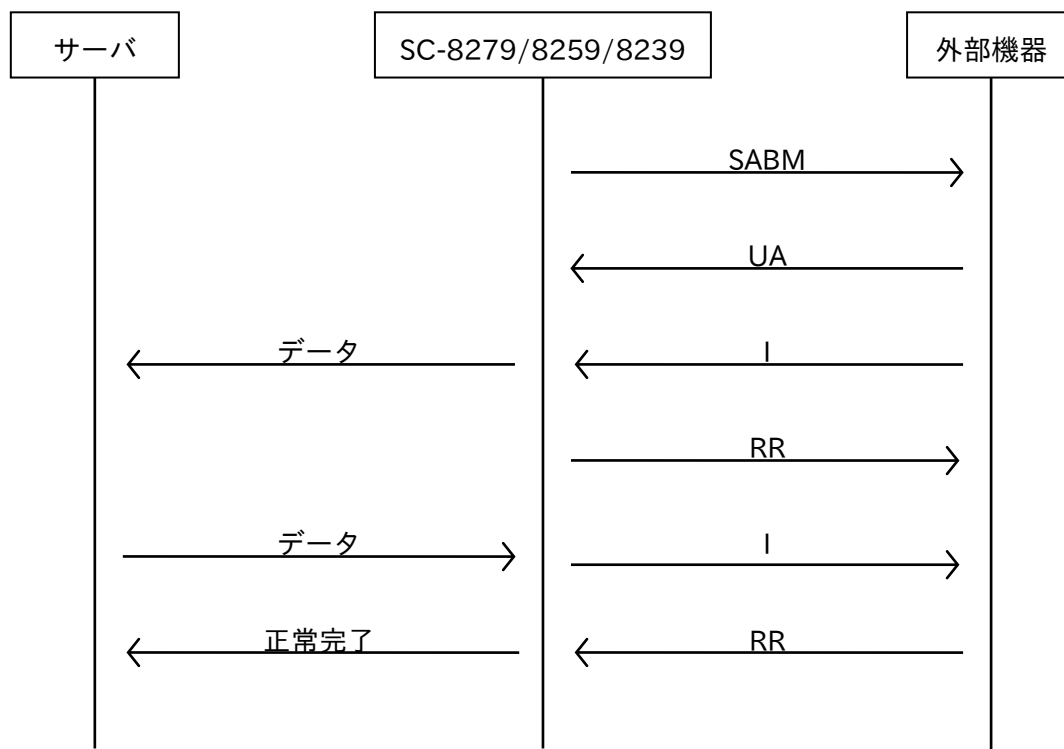 サーバ
SC-8279/8259/8239
外部機器
SABM
UA
データ
I
RR
データ
I
正常完了
RR